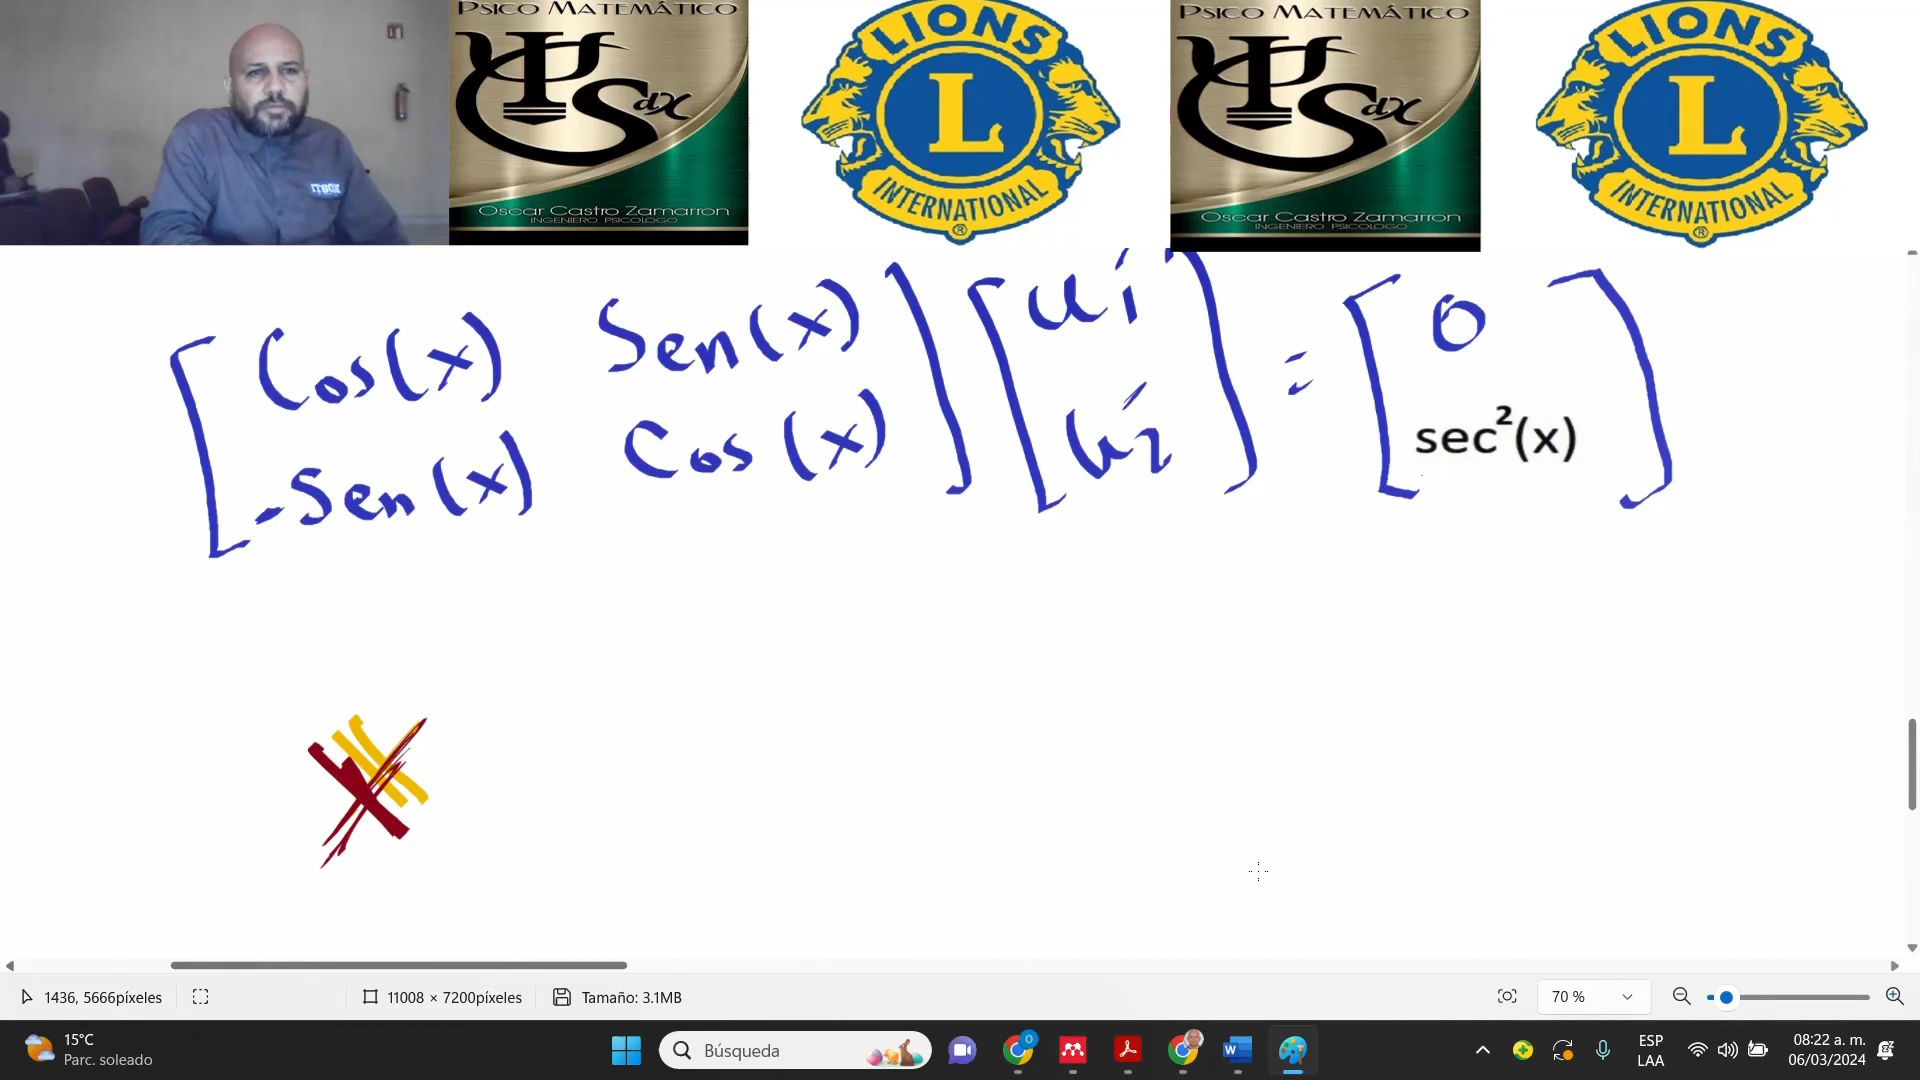 PSICO MATEMÁTICO
dx
Oscar Castro Zamarron
INGENIERO PSICOLOGO
LIONS
L
INTERNATIONAL
®
PSICO MATEMÁTICO
dx
Oscar Castro Zamarron
INGENIERO PSICOLOGO
LIONS
L
INTERNATIONAL
®
[Cos(x) Sen(x)] [u1'] = [0]
[-Sen(x) Cos(x)] [u2'] [sec²(x)]
1436, 5666píxeles
11008 × 7200píxeles
Tamaño: 3.1MB
70 %
15°C
Parc. soleado
Búsqueda
ESP
LAA
08:22 a. m.
06/03/2024